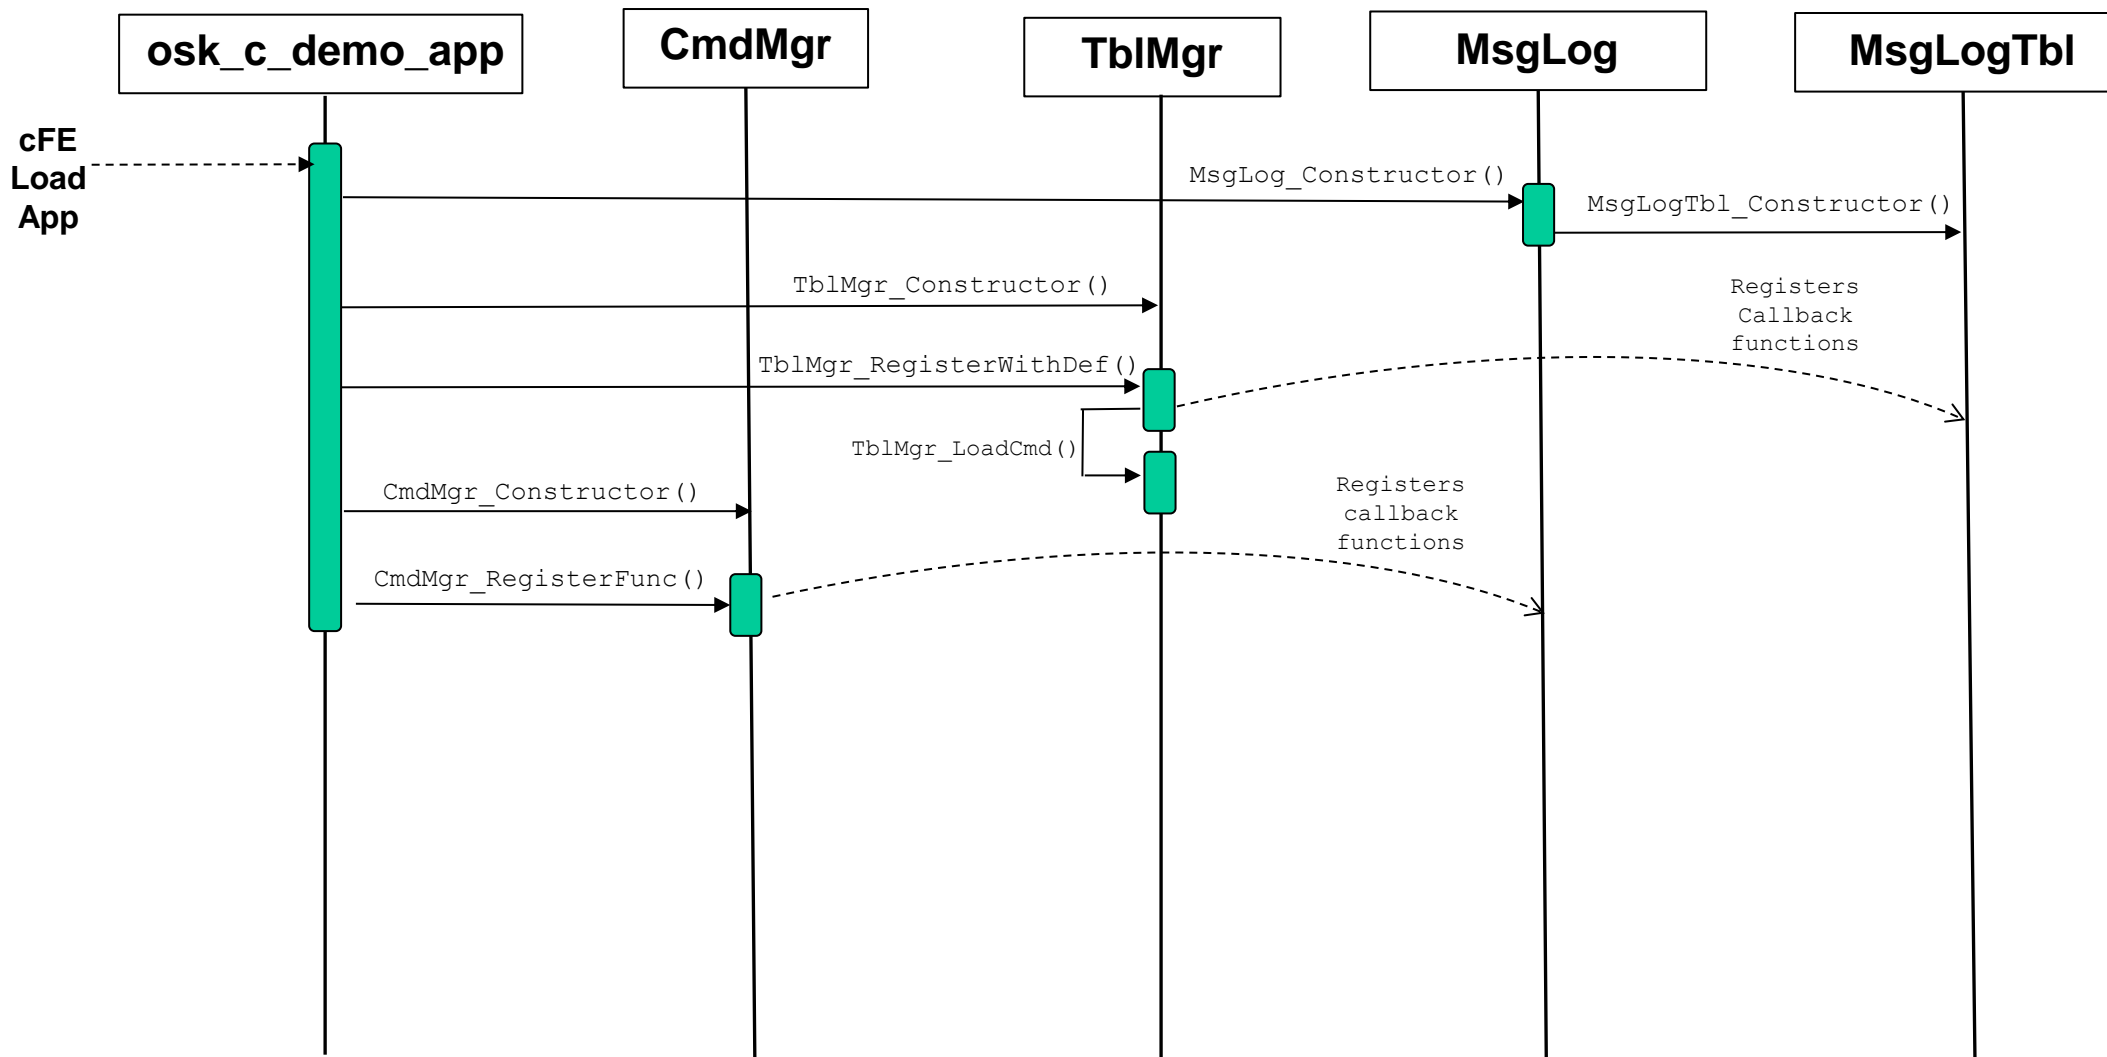 osk_c_demo_app
CmdMgr
TblMgr
MsgLog
MsgLogTbl
cFE
Load
App
MsgLog_Constructor()
MsgLogTbl_Constructor()
TblMgr_Constructor()
Registers
Callback
functions
TblMgr_RegisterWithDef()
TblMgr_LoadCmd()
CmdMgr_Constructor()
Registers
callback
functions
CmdMgr_RegisterFunc()